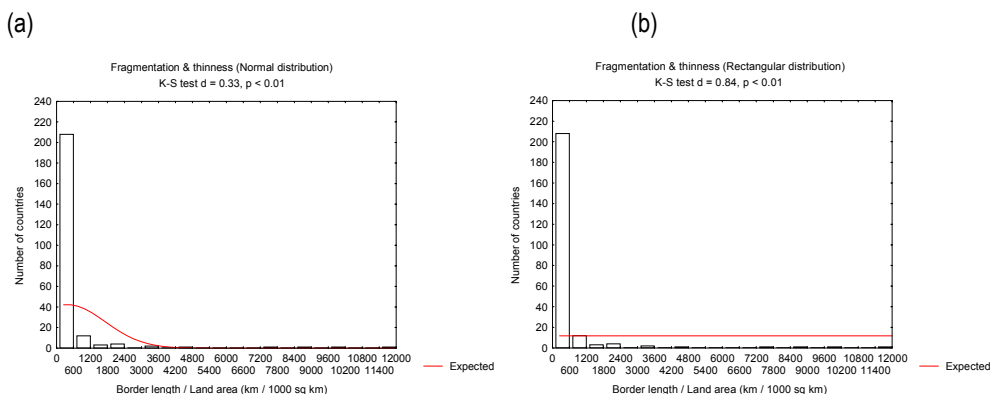 (a)
Fragmentation & thinness (Normal distribution)
K-S test d = 0.33, p < 0.01
240
220
200
180
160
140
120
100
80
60
40
20
0
Number of countries
0 1200 2400 3600 4800 6000 7200 8400 9600 10800 12000
600 1800 3000 4200 5400 6600 7800 9000 10200 11400
Border length / Land area (km / 1000 sq km)
Expected
(b)
Fragmentation & thinness (Rectangular distribution)
K-S test d = 0.84, p < 0.01
240
220
200
180
160
140
120
100
80
60
40
20
0
Number of countries
0 1200 2400 3600 4800 6000 7200 8400 9600 10800 12000
600 1800 3000 4200 5400 6600 7800 9000 10200 11400
Border length / Land area (km / 1000 sq km)
Expected